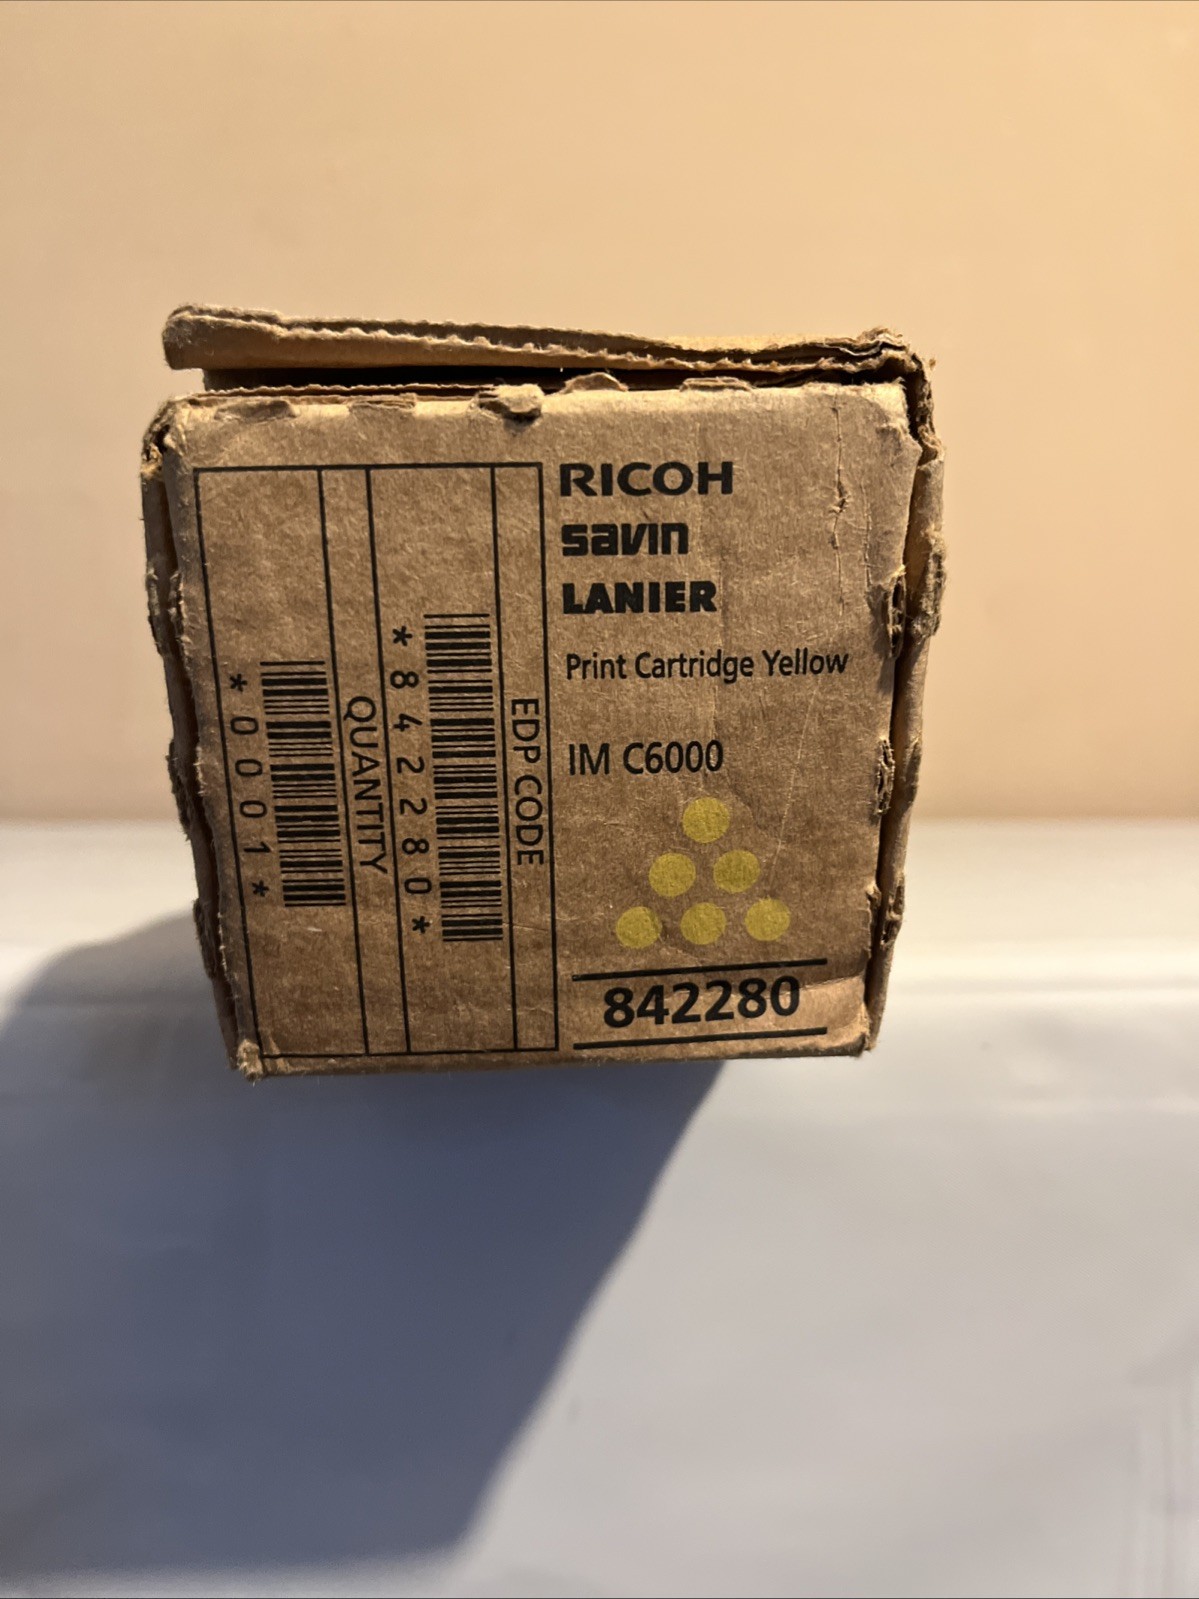 RICOH
savin
LANIER
Print Cartridge Yellow
IM C6000
842280
EDP CODE
*842280*
QUANTITY
*0001*